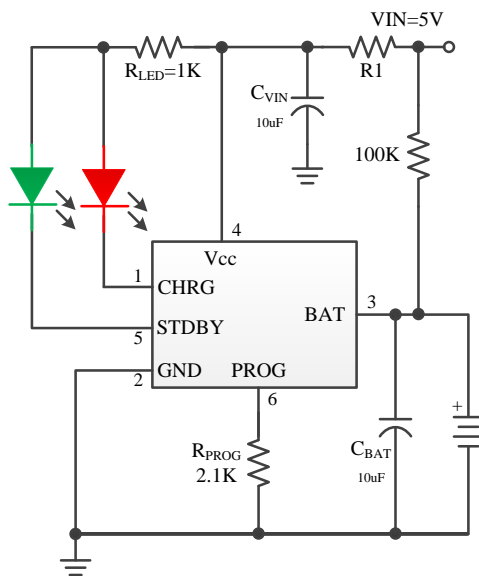 VIN=5V
RLED=1K
R1
CVIN
10uF
100K
4
Vcc
1
CHRG
3
BAT
STDBY
5
GND
2
PROG
6
+
RPROG
2.1K
CBAT
10uF